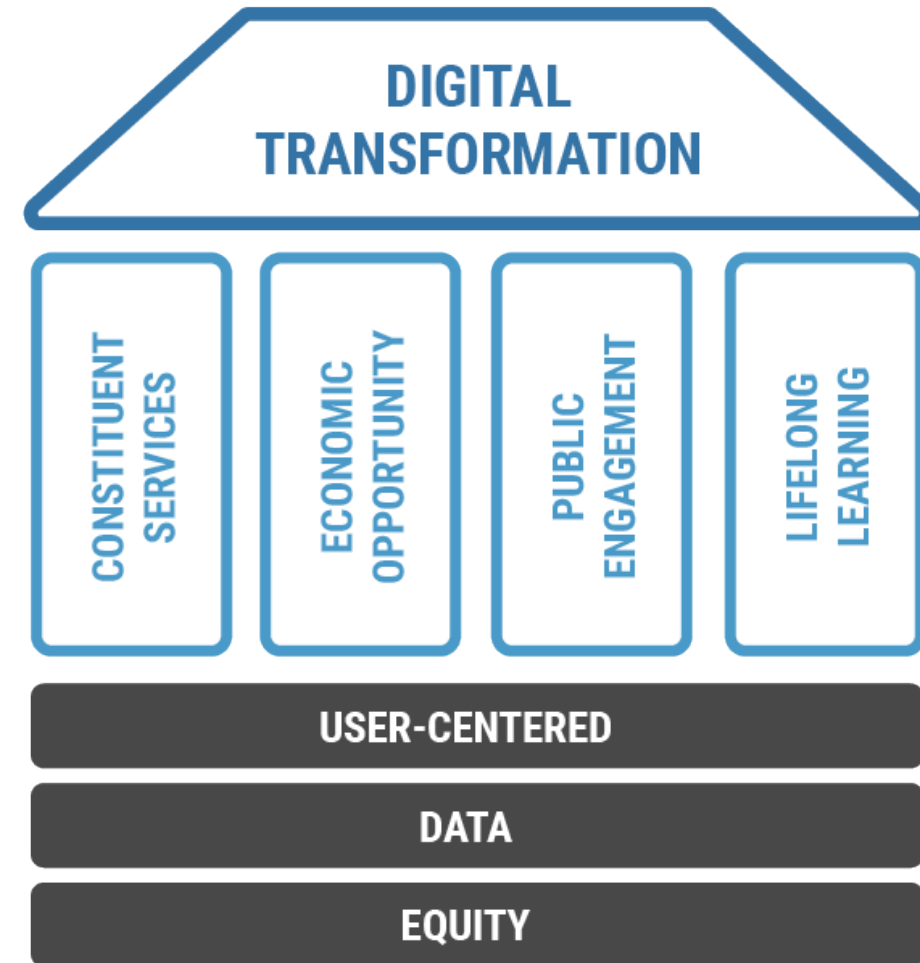 DIGITAL
TRANSFORMATION
CONSTITUENT
SERVICES
ECONOMIC
OPPORTUNITY
PUBLIC
ENGAGEMENT
LIFELONG
LEARNING
USER-CENTERED
DATA
EQUITY